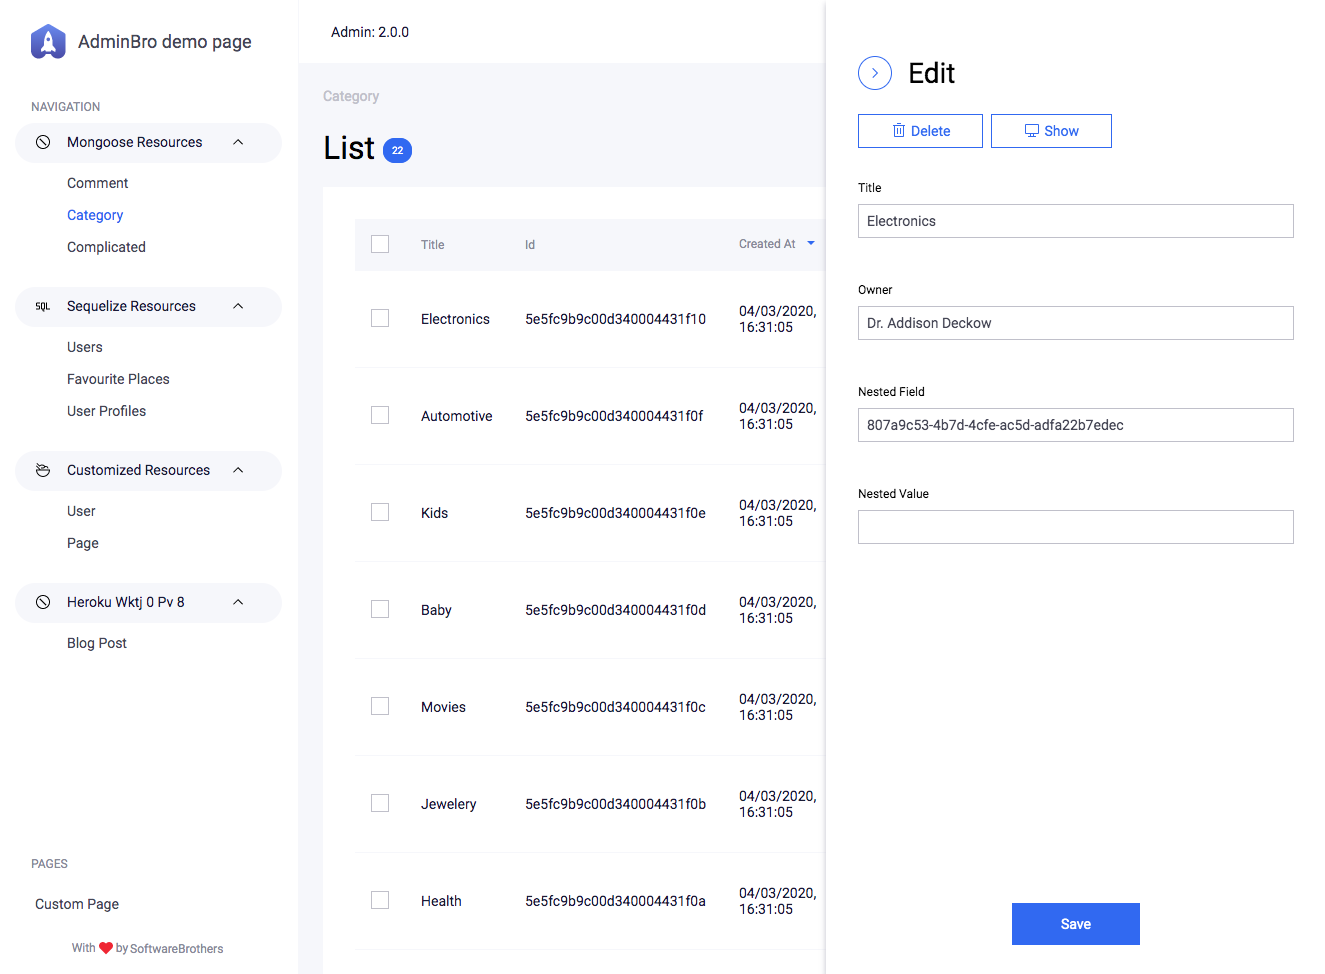 AdminBro demo page
NAVIGATION
Mongoose Resources
Comment
Category
Complicated
SQL Sequelize Resources
Users
Favourite Places
User Profiles
Customized Resources
User
Page
Heroku Wktj 0 Pv 8
Blog Post
PAGES
Custom Page
With by SoftwareBrothers
Admin: 2.0.0
Category
List 22
Title Id Created At
Electronics 5e5fc9b9c00d340004431f10 04/03/2020,
16:31:05
Automotive 5e5fc9b9c00d340004431f0f 04/03/2020,
16:31:05
Kids 5e5fc9b9c00d340004431f0e 04/03/2020,
16:31:05
Baby 5e5fc9b9c00d340004431f0d 04/03/2020,
16:31:05
Movies 5e5fc9b9c00d340004431f0c 04/03/2020,
16:31:05
Jewelery 5e5fc9b9c00d340004431f0b 04/03/2020,
16:31:05
Health 5e5fc9b9c00d340004431f0a 04/03/2020,
16:31:05
Edit
Delete Show
Title
Electronics
Owner
Dr. Addison Deckow
Nested Field
807a9c53-4b7d-4cfe-ac5d-adfa22b7edec
Nested Value
Save